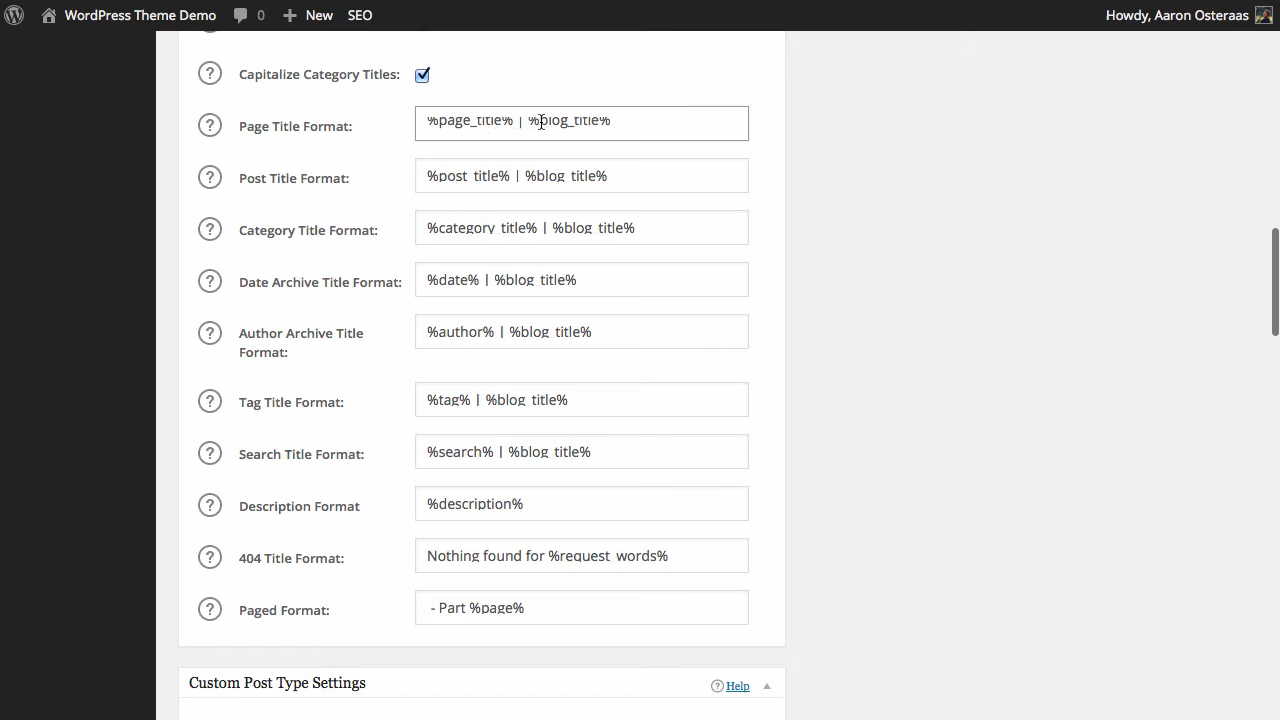 WordPress Theme Demo 0 New SEO Howdy, Aaron Osteraas
? Capitalize Category Titles:
? Page Title Format: %page_title% | %blog_title%
? Post Title Format: %post_title% | %blog_title%
? Category Title Format: %category_title% | %blog_title%
? Date Archive Title Format: %date% | %blog_title%
? Author Archive Title Format: %author% | %blog_title%
? Tag Title Format: %tag% | %blog_title%
? Search Title Format: %search% | %blog_title%
? Description Format %description%
? 404 Title Format: Nothing found for %request_words%
? Paged Format: - Part %page%
Custom Post Type Settings ? Help